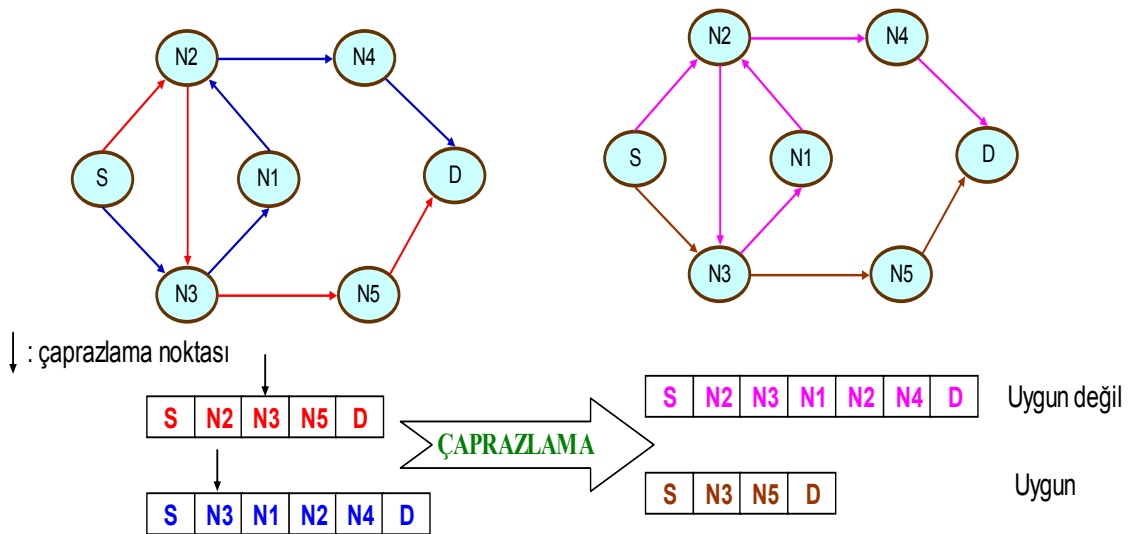 N2 N4
S N1 D
N3 N5
N2 N4
S N1 D
N3 N5
: çaprazlama noktası
S N2 N3 N5 D
S N3 N1 N2 N4 D
ÇAPRAZLAMA
S N2 N3 N1 N2 N4 D Uygun değil
S N3 N5 D Uygun